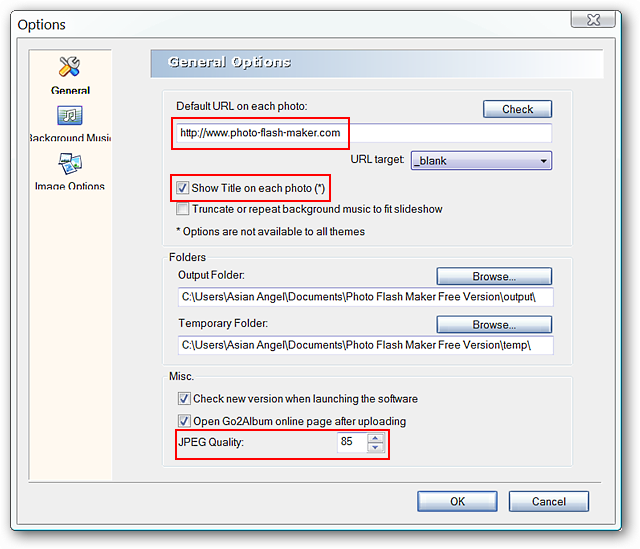 Options
General
Background Music
Image Options
General Options
Default URL on each photo:
Check
http://www.photo-flash-maker.com
URL target:
_blank
Show Title on each photo (*)
Truncate or repeat background music to fit slideshow
* Options are not available to all themes
Folders
Output Folder:
Browse...
C:\Users\Asian Angel\Documents\Photo Flash Maker Free Version\output\
Temporary Folder:
Browse...
C:\Users\Asian Angel\Documents\Photo Flash Maker Free Version\temp\
Misc.
Check new version when launching the software
Open Go2Album online page after uploading
JPEG Quality:
85
OK
Cancel